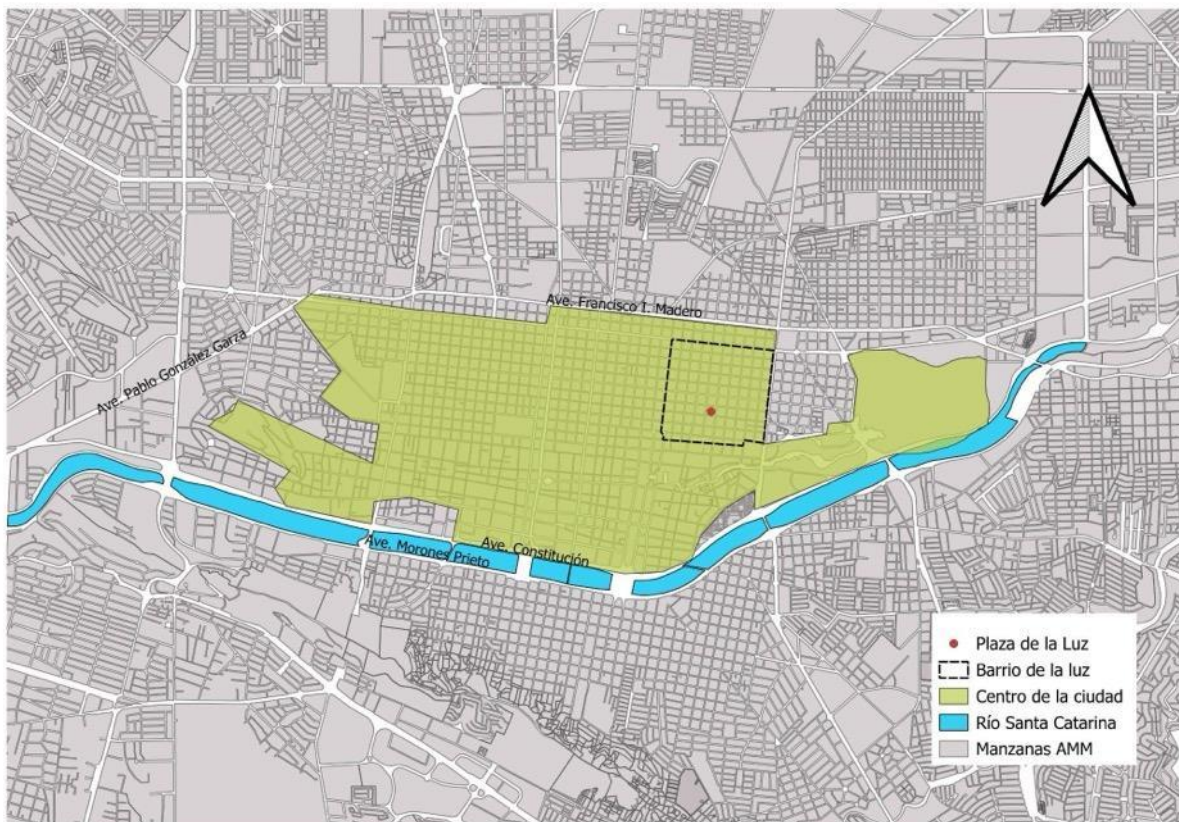 Ave. Francisco I. Madero
Ave. Pablo González Garza
Ave. Constitución
Ave. Morones Prieto
Plaza de la Luz
Barrio de la luz
Centro de la ciudad
Río Santa Catarina
Manzanas AMM